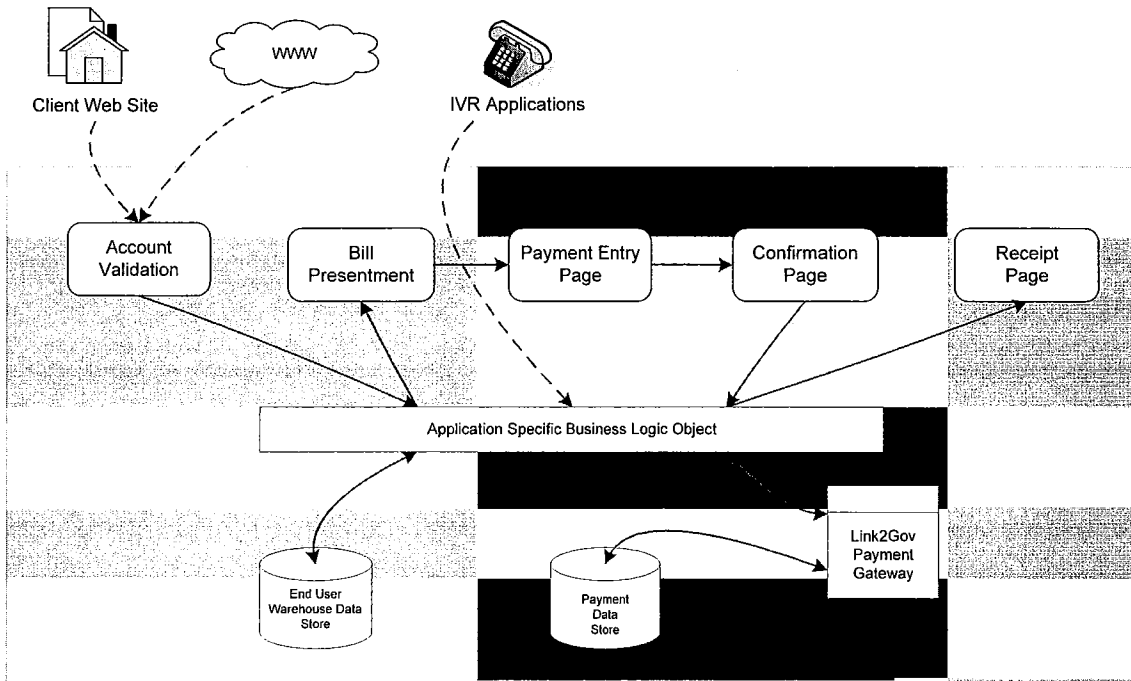 WWW
Client Web Site
IVR Applications
Account
Validation
Bill
Presentment
Payment Entry
Page
Confirmation
Page
Receipt
Page
Application Specific Business Logic Object
Link2Gov
Payment
Gateway
End User
Warehouse Data
Store
Payment
Data
Store